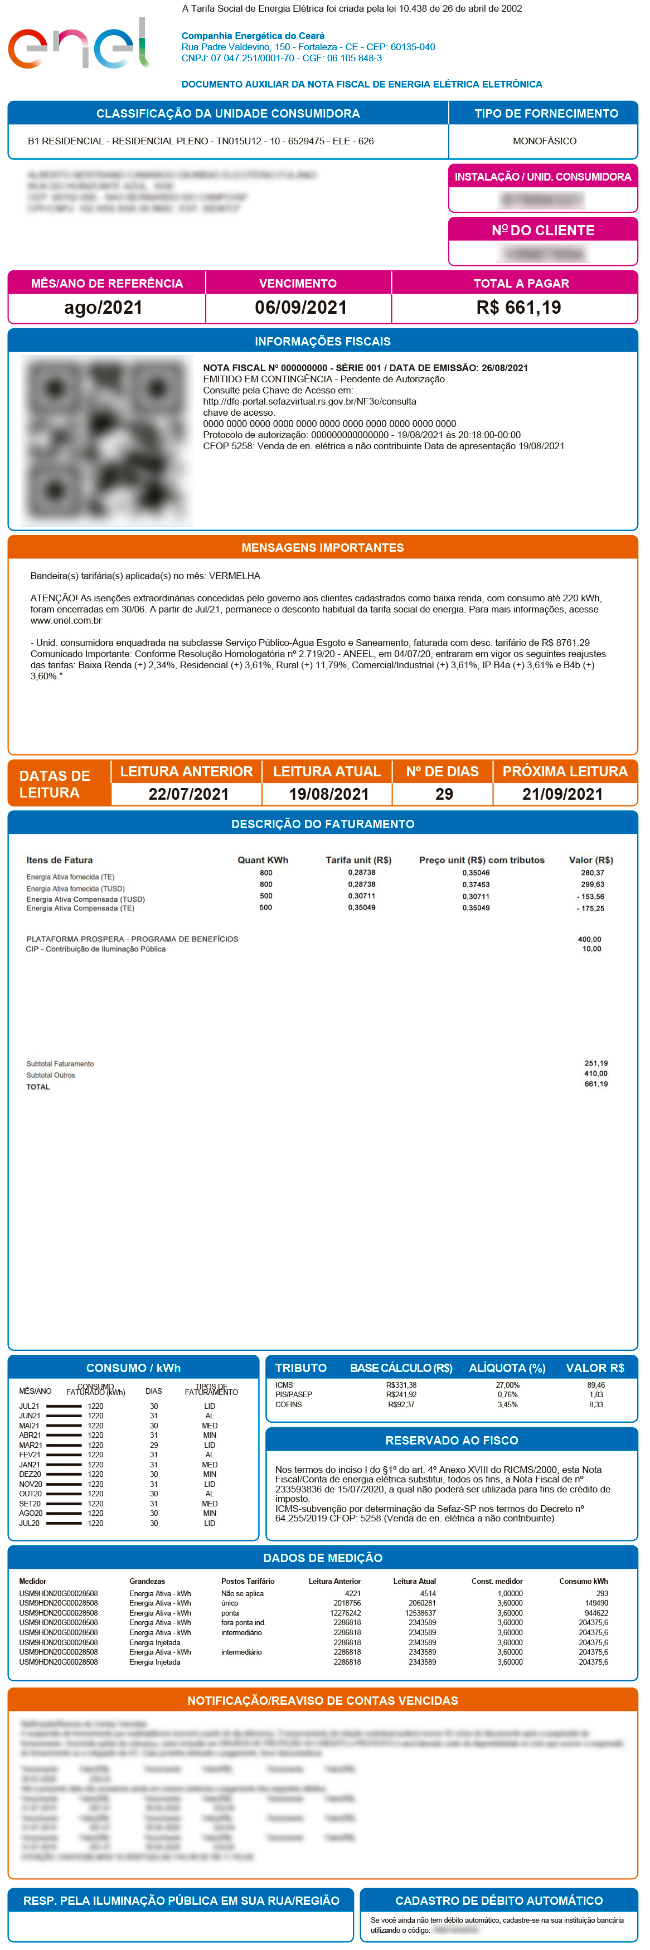 A Tarifa Social de Energia Elétrica foi criada pela lei 10.438 de 26 de abril de 2002
enel
Companhia Energética do Ceará
Rua Padre Valdevino, 150 - Fortaleza - CE - CEP: 60135-040
CNPJ: 07 047 251/0001-70 - CGF: 06 105 848-3
DOCUMENTO AUXILIAR DA NOTA FISCAL DE ENERGIA ELÉTRICA ELETRÔNICA
CLASSIFICAÇÃO DA UNIDADE CONSUMIDORA TIPO DE FORNECIMENTO
B1 RESIDENCIAL - RESIDENCIAL PLENO - TN015U12 - 10 - 6529475 - ELE - 626 MONOFÁSICO
INSTALAÇÃO / UNID. CONSUMIDORA
Nº DO CLIENTE
MÊS/ANO DE REFERÊNCIA VENCIMENTO TOTAL A PAGAR
ago/2021 06/09/2021 R$ 661,19
INFORMAÇÕES FISCAIS
NOTA FISCAL Nº 000000000 - SÉRIE 001 / DATA DE EMISSÃO: 26/08/2021
EMITIDO EM CONTINGÊNCIA - Pendente de Autorização
Consulte pela Chave de Acesso em:
http://dfe-portal.sefazvirtual.rs.gov.br/NF3e/consulta
chave de acesso:
0000 0000 0000 0000 0000 0000 0000 0000 0000 0000 0000
Protocolo de autorização: 000000000000000 - 19/08/2021 às 20:18:00-00:00
CFOP 5258: Venda de en. elétrica a não contribuinte Data de apresentação 19/08/2021
MENSAGENS IMPORTANTES
Bandeira(s) tarifária(s) aplicada(s) no mês: VERMELHA
ATENÇÃO! As isenções extraordinárias concedidas pelo governo aos clientes cadastrados como baixa renda, com consumo até 220 kWh,
foram encerradas em 30/06. A partir de Jul/21, permanece o desconto habitual da tarifa social de energia. Para mais informações, acesse
www.enel.com.br
- Unid. consumidora enquadrada na subclasse Serviço Público-Água Esgoto e Saneamento, faturada com desc. tarifário de R$ 8761.29
Comunicado Importante: Conforme Resolução Homologatória nº 2.719/20 - ANEEL, em 04/07/20, entraram em vigor os seguintes reajustes
das tarifas: Baixa Renda (+) 2,34%, Residencial (+) 3,61%, Rural (+) 11,79%, Comercial/Industrial (+) 3,61%, IP B4a (+) 3,61% e B4b (+)
3,60%.*
DATAS DE LEITURA
LEITURA ANTERIOR LEITURA ATUAL Nº DE DIAS PRÓXIMA LEITURA
22/07/2021 19/08/2021 29 21/09/2021
DESCRIÇÃO DO FATURAMENTO
Itens de Fatura Quant KWh Tarifa unit (R$) Preço unit (R$) com tributos Valor (R$)
Energia Ativa fornecida (TE) 800 0,28738 0,35046 280,37
Energia Ativa fornecida (TUSD) 800 0,28738 0,37453 299,63
Energia Ativa Compensada (TUSD) 500 0,30711 0,30711 - 153,56
Energia Ativa Compensada (TE) 500 0,35049 0,35049 - 175,25
PLATAFORMA PROSPERA - PROGRAMA DE BENEFÍCIOS 400,00
CIP - Contribuição de Iluminação Pública 10,00
Subtotal Faturamento 251,19
Subtotal Outros 410,00
TOTAL 661,19
CONSUMO / kWh
MÊS/ANO CONSUMO FATURADO (kWh) DIAS TIPOS DE FATURAMENTO
JUL21 1220 30 LID
JUN21 1220 31 AL
MAI21 1220 30 MED
ABR21 1220 31 MIN
MAR21 1220 29 LID
FEV21 1220 31 AL
JAN21 1220 31 MED
DEZ20 1220 30 MIN
NOV20 1220 31 LID
OUT20 1220 30 AL
SET20 1220 31 MED
AGO20 1220 30 MIN
JUL20 1220 30 LID
TRIBUTO BASE CÁLCULO (R$) ALÍQUOTA (%) VALOR R$
ICMS R$331,38 27,00% 89,46
PIS/PASEP R$241,92 0,76% 1,83
COFINS R$92,37 3,45% 8,33
RESERVADO AO FISCO
Nos termos do inciso I do §1º do art. 4º Anexo XVIII do RICMS/2000, esta Nota
Fiscal/Conta de energia elétrica substitui, todos os fins, a Nota Fiscal de nº
233593836 de 15/07/2020, a qual não poderá ser utilizada para fins de crédito de
imposto.
ICMS-subvenção por determinação da Sefaz-SP nos termos do Decreto nº
64.255/2019 CFOP: 5258 (Venda de en. elétrica a não contribuinte)
DADOS DE MEDIÇÃO
Medidor Grandezas Postos Tarifário Leitura Anterior Leitura Atual Const. medidor Consumo kWh
USM9HDN20G00028508 Energia Ativa - kWh Não se aplica 4221 4514 1,00000 293
USM9HDN20G00028508 Energia Ativa - kWh único 2018756 2060281 3,60000 149490
USM9HDN20G00028508 Energia Ativa - kWh ponta 12276242 12538637 3,60000 944622
USM9HDN20G00028508 Energia Ativa - kWh fora ponta ind. 2286818 2343589 3,60000 204375,6
USM9HDN20G00028508 Energia Ativa - kWh intermediário 2286818 2343589 3,60000 204375,6
USM9HDN20G00028508 Energia Injetada 2286818 2343589 3,60000 204375,6
USM9HDN20G00028508 Energia Ativa - kWh intermediário 2286818 2343589 3,60000 204375,6
USM9HDN20G00028508 Energia Injetada 2286818 2343589 3,60000 204375,6
NOTIFICAÇÃO/REAVISO DE CONTAS VENCIDAS
RESP. PELA ILUMINAÇÃO PÚBLICA EM SUA RUA/REGIÃO
CADASTRO DE DÉBITO AUTOMÁTICO
Se você ainda não tem débito automático, cadastre-se na sua instituição bancária
utilizando o código: